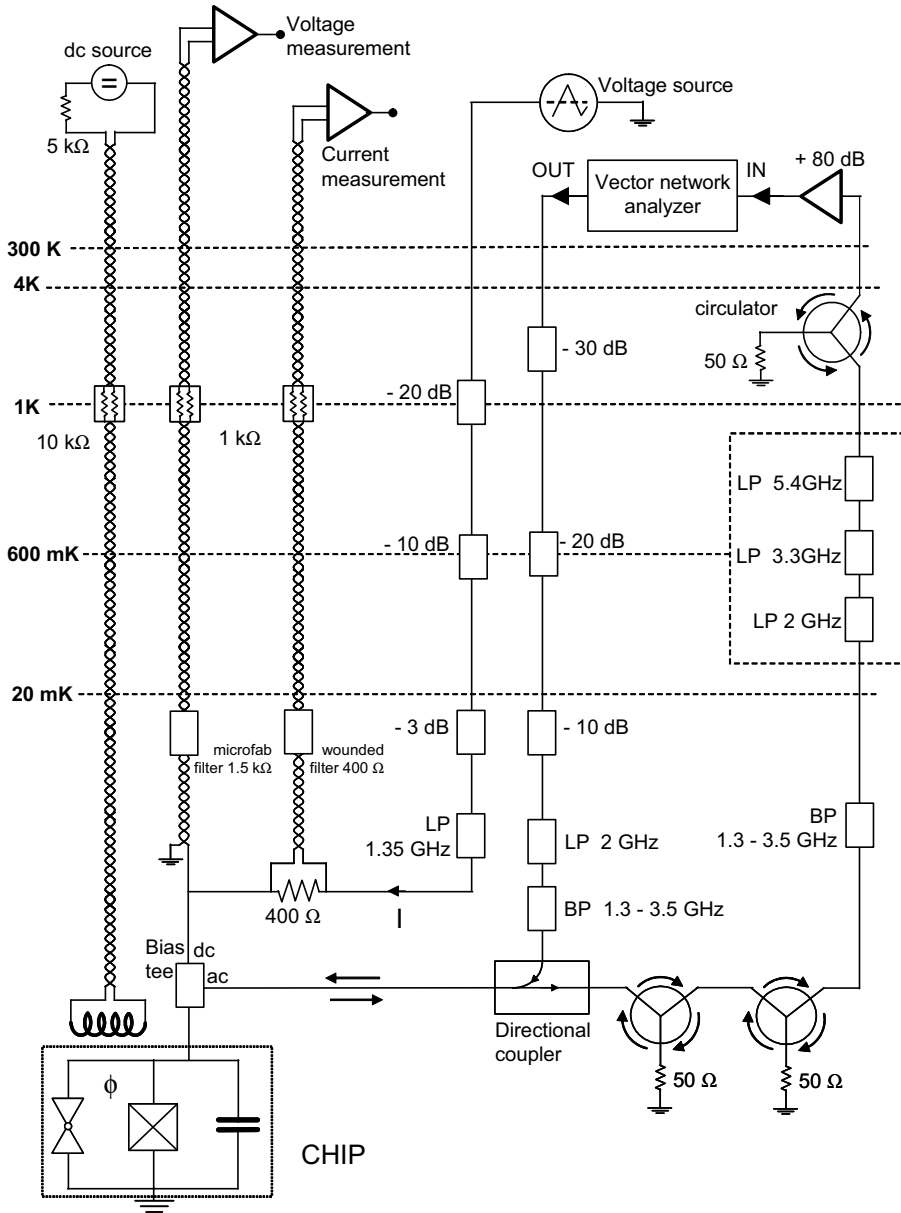 Voltage
measurement
dc source
=
5 kΩ
Current
measurement
Voltage source
+ 80 dB
OUT
IN
Vector network
analyzer
300 K
4K
circulator
50 Ω
- 30 dB
- 20 dB
1K
10 kΩ
1 kΩ
LP 5.4GHz
600 mK
- 10 dB
- 20 dB
LP 3.3GHz
LP 2 GHz
20 mK
- 3 dB
- 10 dB
microfab
filter 1.5 kΩ
wounded
filter 400 Ω
LP
1.35 GHz
LP 2 GHz
BP
1.3 - 3.5 GHz
400 Ω
I
BP 1.3 - 3.5 GHz
Bias
tee
dc
ac
Directional
coupler
50 Ω
50 Ω
ϕ
CHIP